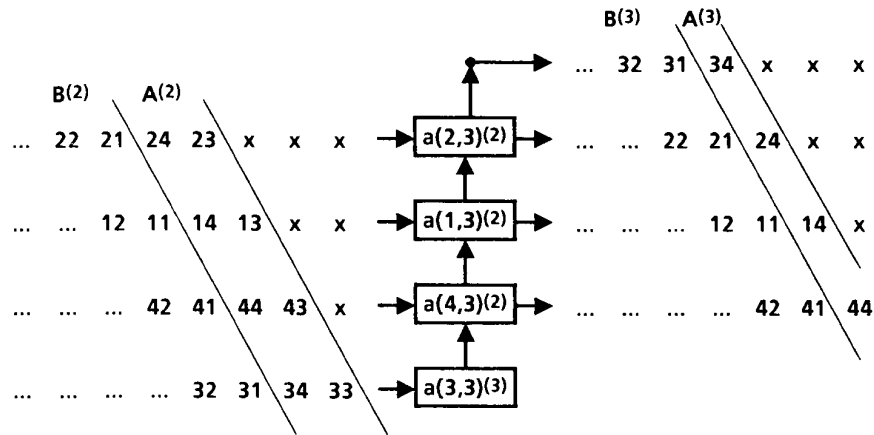 B(3) A(3)
... 32 31 34 x x x
B(2) A(2)
... 22 21 24 23 x x x a(2,3)(2) ... ... 22 21 24 x x
... ... 12 11 14 13 x x a(1,3)(2) ... ... ... 12 11 14 x
... ... ... 42 41 44 43 x a(4,3)(2) ... ... ... ... 42 41 44
... ... ... ... 32 31 34 33 a(3,3)(3)